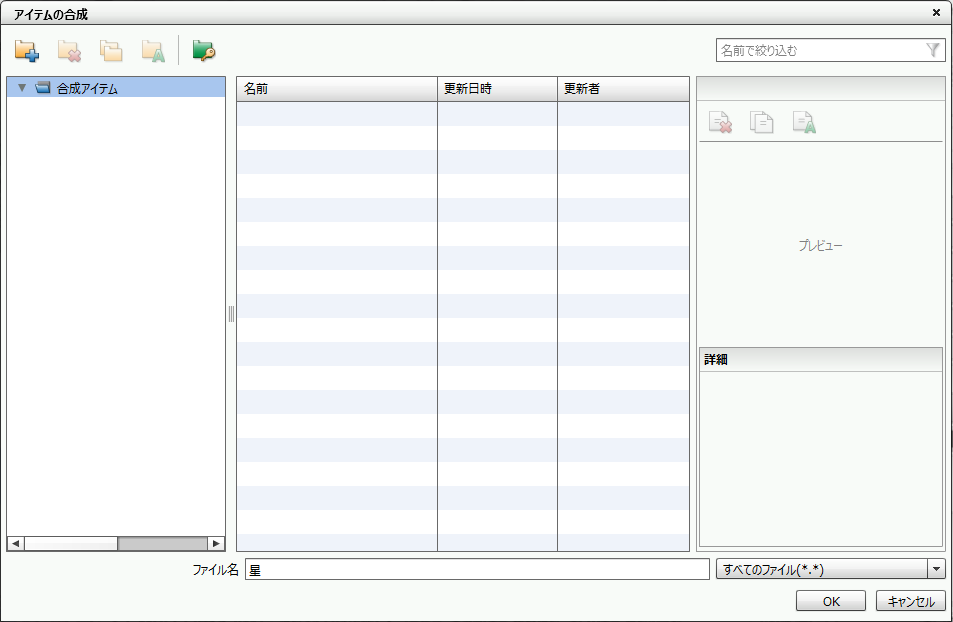 アイテムの合成
名前で絞り込む
合成アイテム
名前 更新日時 更新者
プレビュー
詳細
ファイル名 星 すべてのファイル(*.*)
OK キャンセル